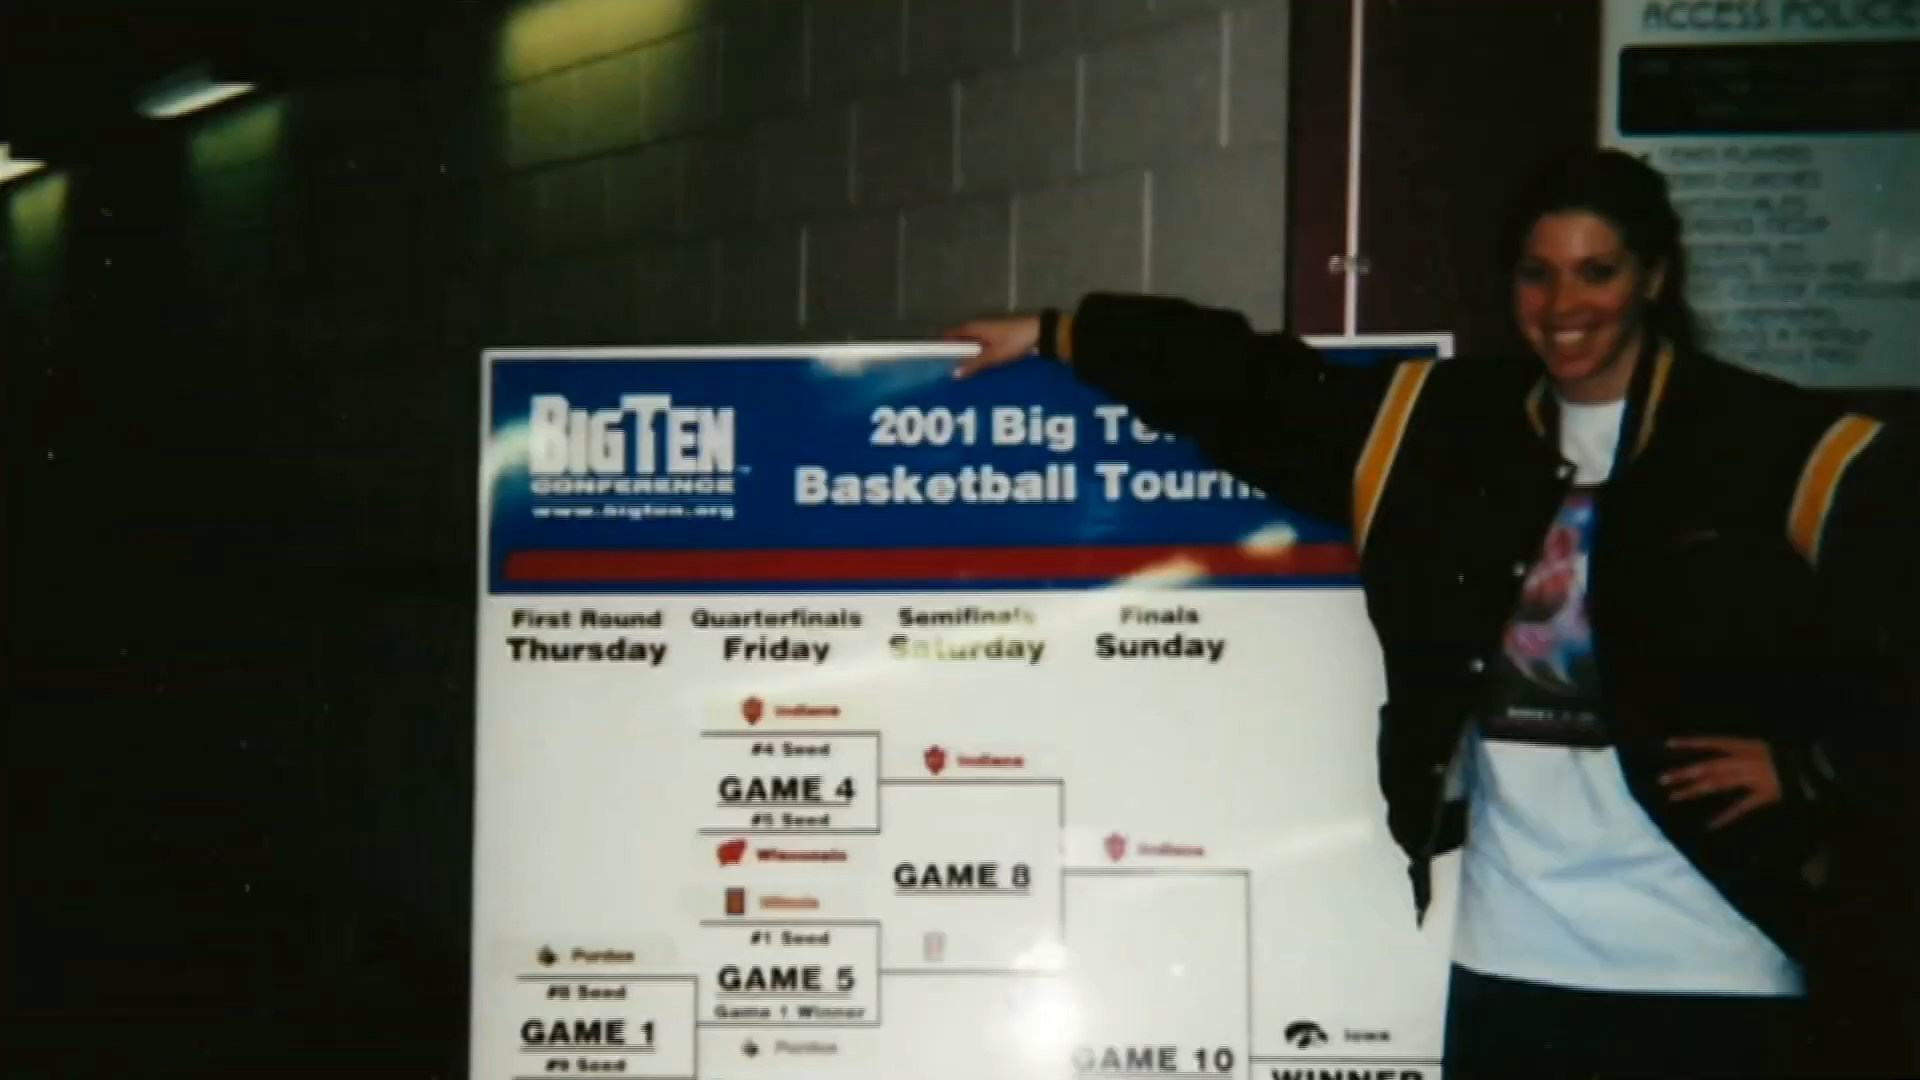 ACCESS POLICIE
BIGTEN
CONFERENCE
www.bigten.org
2001 Big Te
Basketball Tourn
First Round
Thursday
Quarterfinals
Friday
Semifinals
Saturday
Finals
Sunday
Indiana
#4 Seed
GAME 4
#5 Seed
Wisconsin
Indiana
GAME 8
Illinois
#1 Seed
GAME 5
Game 1 Winner
Purdue
Purdue
#8 Seed
GAME 1
#9 Seed
Indiana
GAME 10
Iowa
WINNER